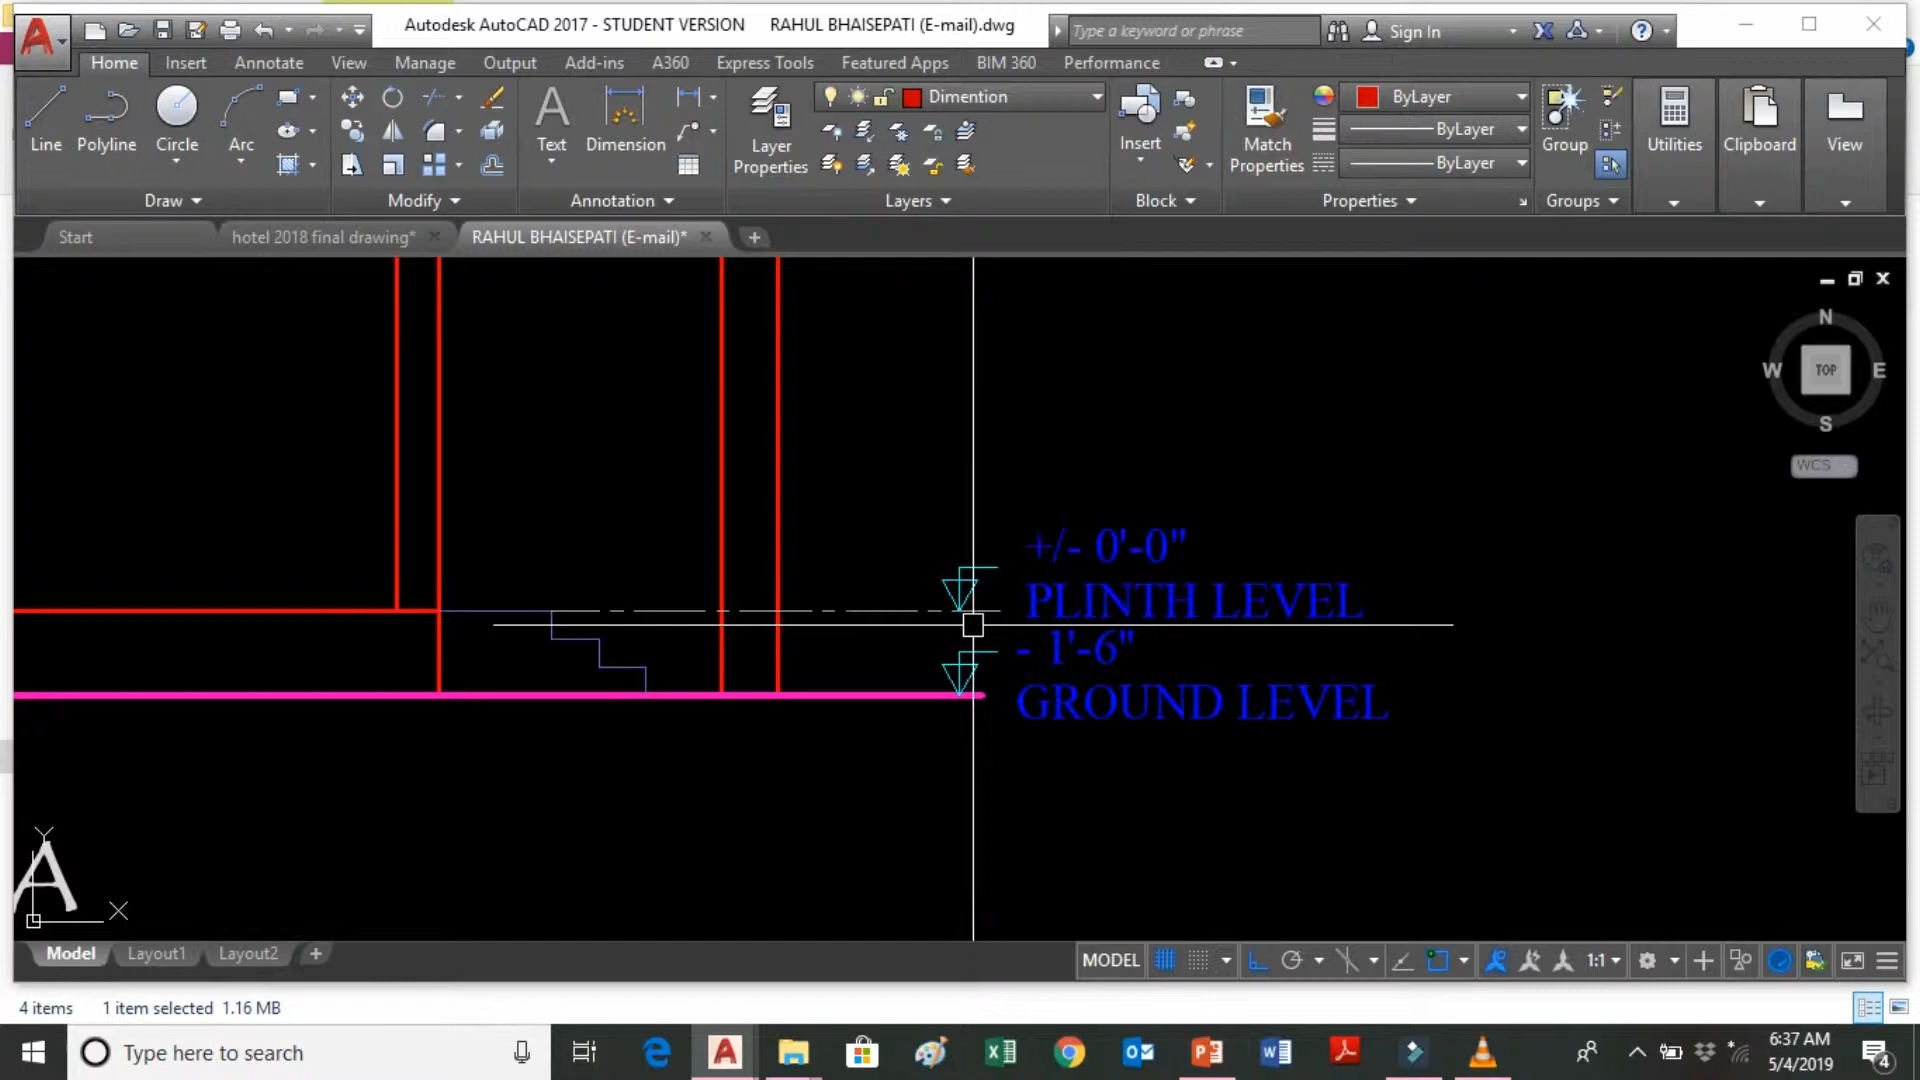 Autodesk AutoCAD 2017 - STUDENT VERSION RAHUL BHAISEPATI (E-mail).dwg
Type a keyword or phrase
Sign In
Home Insert Annotate View Manage Output Add-ins A360 Express Tools Featured Apps BIM 360 Performance
Line Polyline Circle Arc
Text Dimension
Layer Properties
Dimention
Insert
Match Properties
ByLayer
ByLayer
ByLayer
Group
Utilities
Clipboard
View
Draw Modify Annotation Layers Block Properties Groups
Start hotel 2018 final drawing* RAHUL BHAISEPATI (E-mail)*
N
W TOP E
S
WCS
+/- 0'-0"
PLINTH LEVEL
- 1'-6"
GROUND LEVEL
A
Y
X
Model Layout1 Layout2
MODEL 1:1
4 items 1 item selected 1.16 MB
Type here to search
6:37 AM
5/4/2019
4